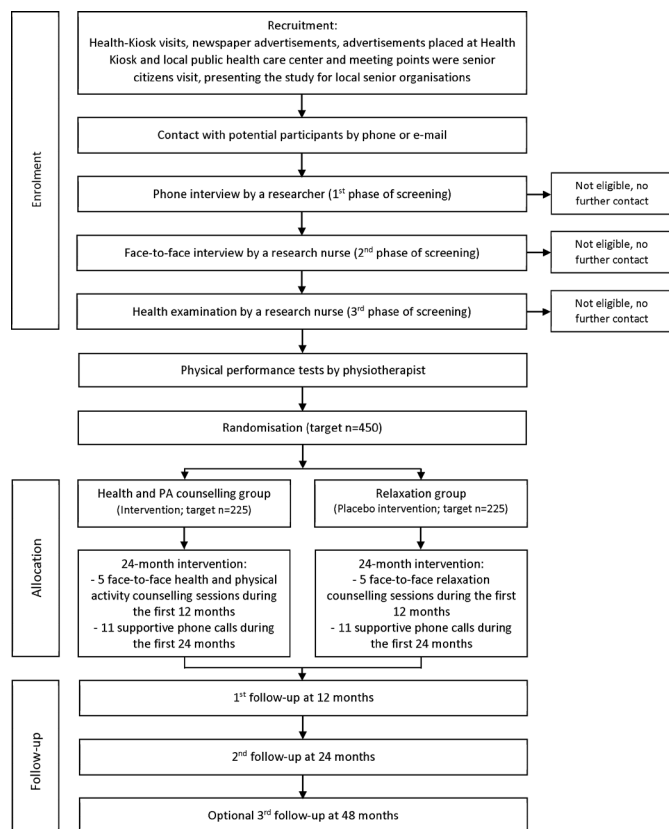 Recruitment:
Health-Kiosk visits, newspaper advertisements, advertisements placed at Health
Kiosk and local public health care center and meeting points were senior
citizens visit, presenting the study for local senior organisations
Enrolment
Contact with potential participants by phone or e-mail
Phone interview by a researcher (1st phase of screening)
Not eligible, no
further contact
Face-to-face interview by a research nurse (2nd phase of screening)
Not eligible, no
further contact
Health examination by a research nurse (3rd phase of screening)
Not eligible, no
further contact
Physical performance tests by physiotherapist
Randomisation (target n=450)
Allocation
Health and PA counselling group
(Intervention; target n=225)
Relaxation group
(Placebo intervention; target n=225)
24-month intervention:
- 5 face-to-face health and physical
activity counselling sessions during
the first 12 months
- 11 supportive phone calls during
the first 24 months
24-month intervention:
- 5 face-to-face relaxation
counselling sessions during the first
12 months
- 11 supportive phone calls during
the first 24 months
Follow-up
1st follow-up at 12 months
2nd follow-up at 24 months
Optional 3rd follow-up at 48 months